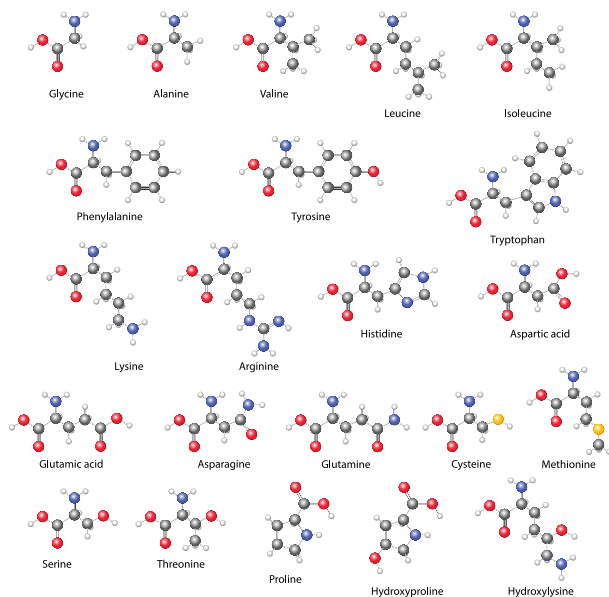 Glycine
Alanine
Valine
Leucine
Isoleucine
Phenylalanine
Tyrosine
Tryptophan
Lysine
Arginine
Histidine
Aspartic acid
Glutamic acid
Asparagine
Glutamine
Cysteine
Methionine
Serine
Threonine
Proline
Hydroxyproline
Hydroxylysine